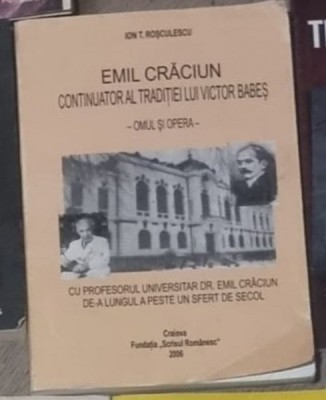 ION T. ROȘCULESCU
EMIL CRĂCIUN
CONTINUATOR AL TRADIȚIEI LUI VICTOR BABEȘ
– OMUL ȘI OPERA –
CU PROFESORUL UNIVERSITAR DR. EMIL CRĂCIUN
DE-A LUNGUL A PESTE UN SFERT DE SECOL
Craiova
Fundația „Scrisul Românesc”
2006